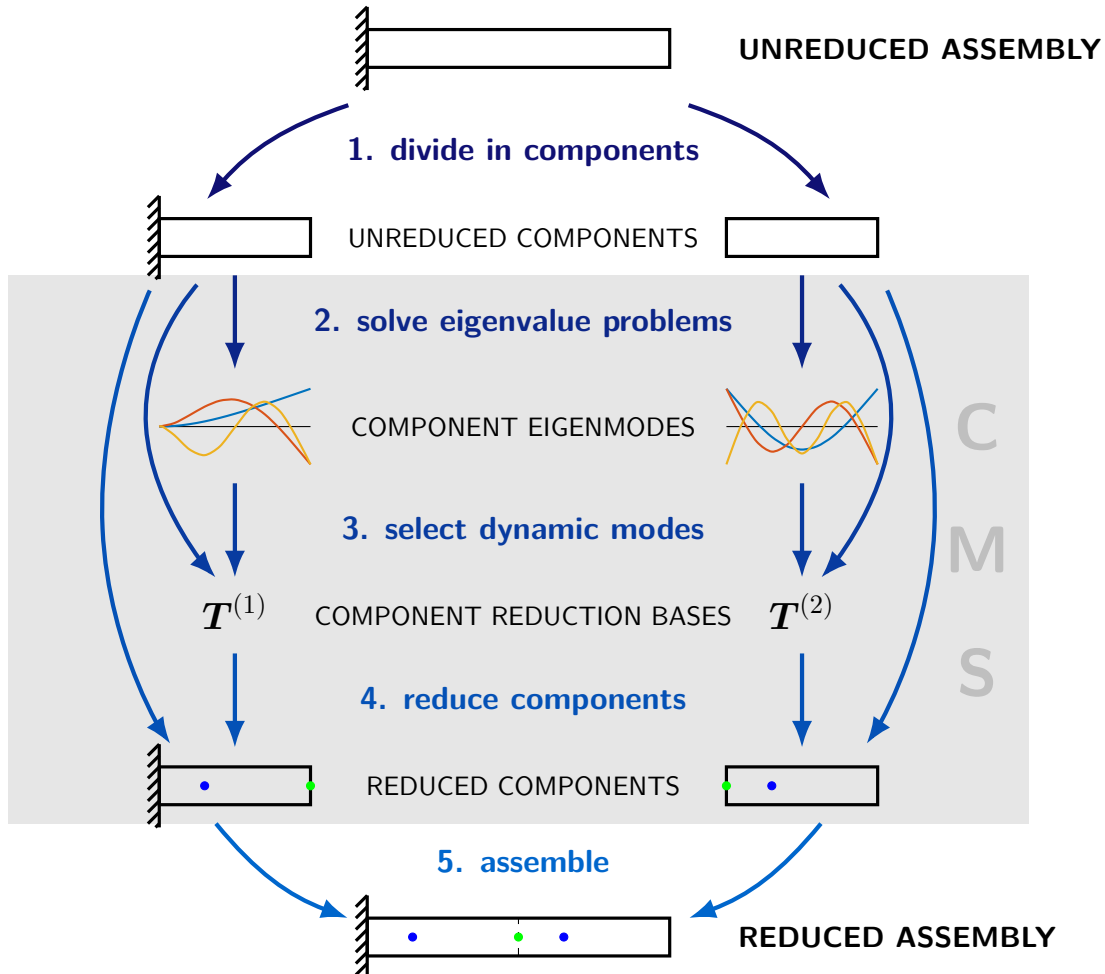 UNREDUCED ASSEMBLY
1. divide in components
UNREDUCED COMPONENTS
2. solve eigenvalue problems
COMPONENT EIGENMODES
C
3. select dynamic modes
M
T^(1)
COMPONENT REDUCTION BASES
T^(2)
S
4. reduce components
REDUCED COMPONENTS
5. assemble
REDUCED ASSEMBLY